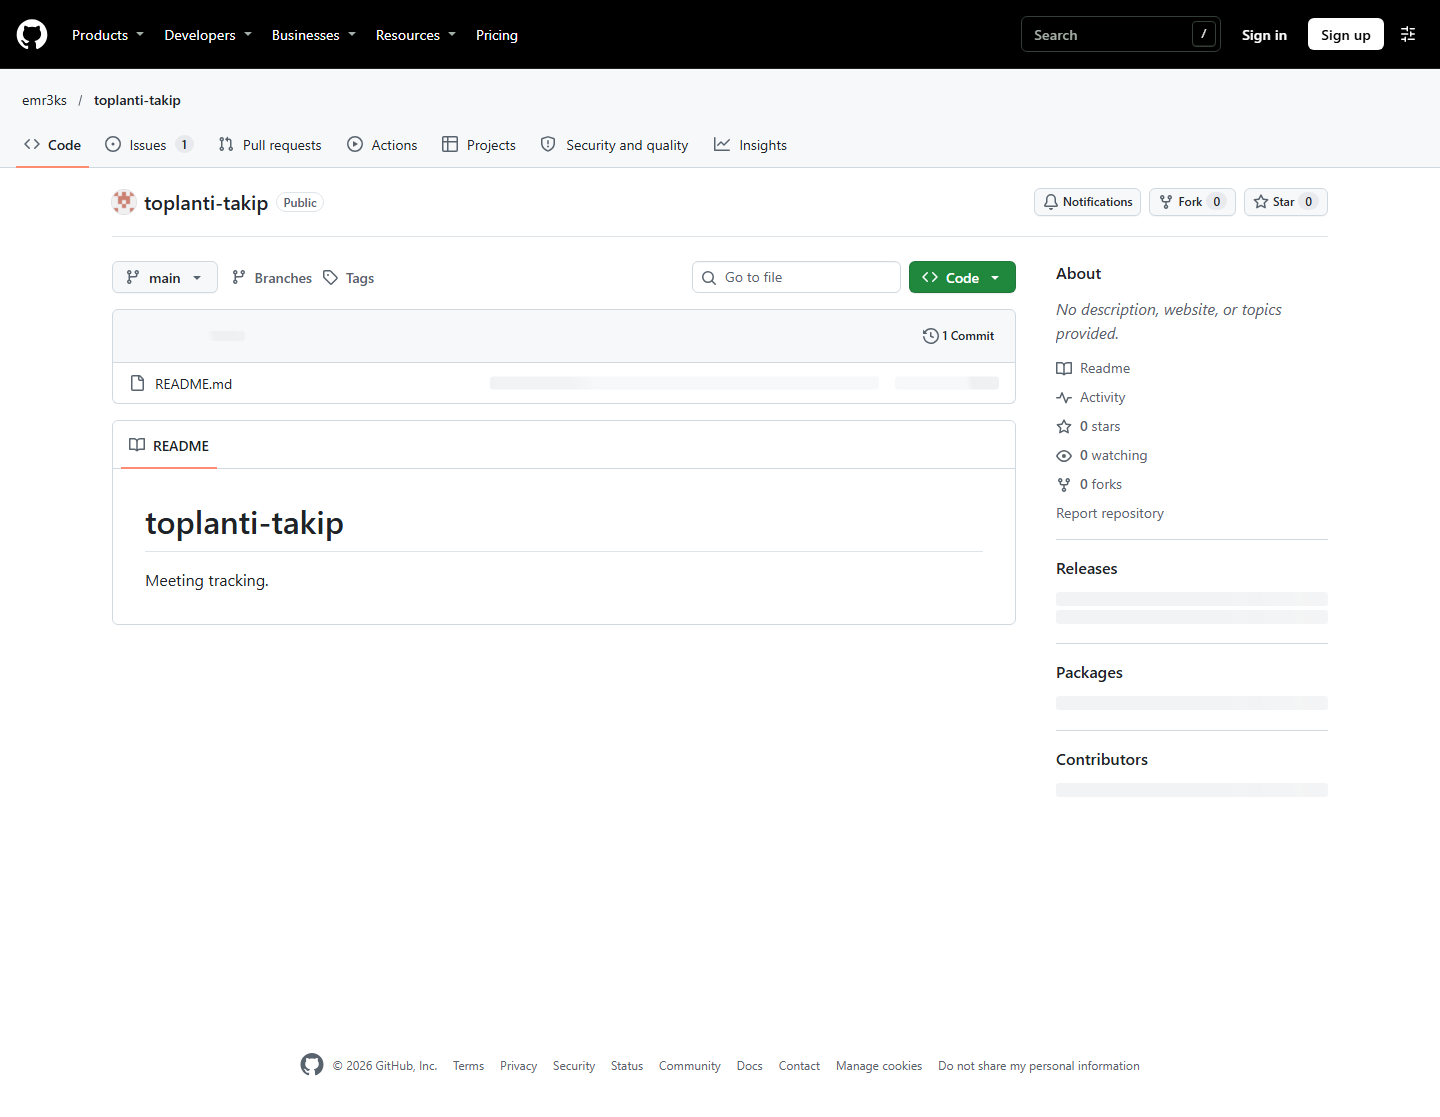 Products Developers Businesses Resources Pricing Search / Sign in Sign up
emr3ks / toplanti-takip
Code Issues 1 Pull requests Actions Projects Security and quality Insights
toplanti-takip Public Notifications Fork 0 Star 0
main Branches Tags Go to file Code
1 Commit
README.md
README
toplanti-takip
Meeting tracking.
About
No description, website, or topics
provided.
Readme
Activity
0 stars
0 watching
0 forks
Report repository
Releases
Packages
Contributors
© 2026 GitHub, Inc. Terms Privacy Security Status Community Docs Contact Manage cookies Do not share my personal information